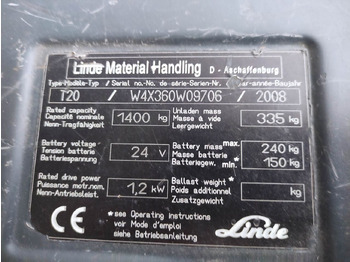 Linde Material Handling D - Aschaffenburg
Type-Modèle-Typ / Serial no.-No. de série-Serien-Nr. year-année-Baujahr
T20 / W4X360W09706 / 2008
Rated capacity Unladen mass
Capacité nominale 1400 kg Masse à vide 335 kg
Nenn-Tragfähigkeit Leergewicht
Battery voltage Battery mass max. 240 kg
Tension batterie 24 V Masse batterie
Batteriespannung Batteriegew. min. 150 kg
Rated drive power Ballast weight *
Puissance motr.nom. 1,2 kW Poids additionnel kg
Nenn-Antriebsleist. Zusatzgewicht
CE * see Operating instructions
voir Mode d'emploi
siehe Betriebsanleitung
Linde